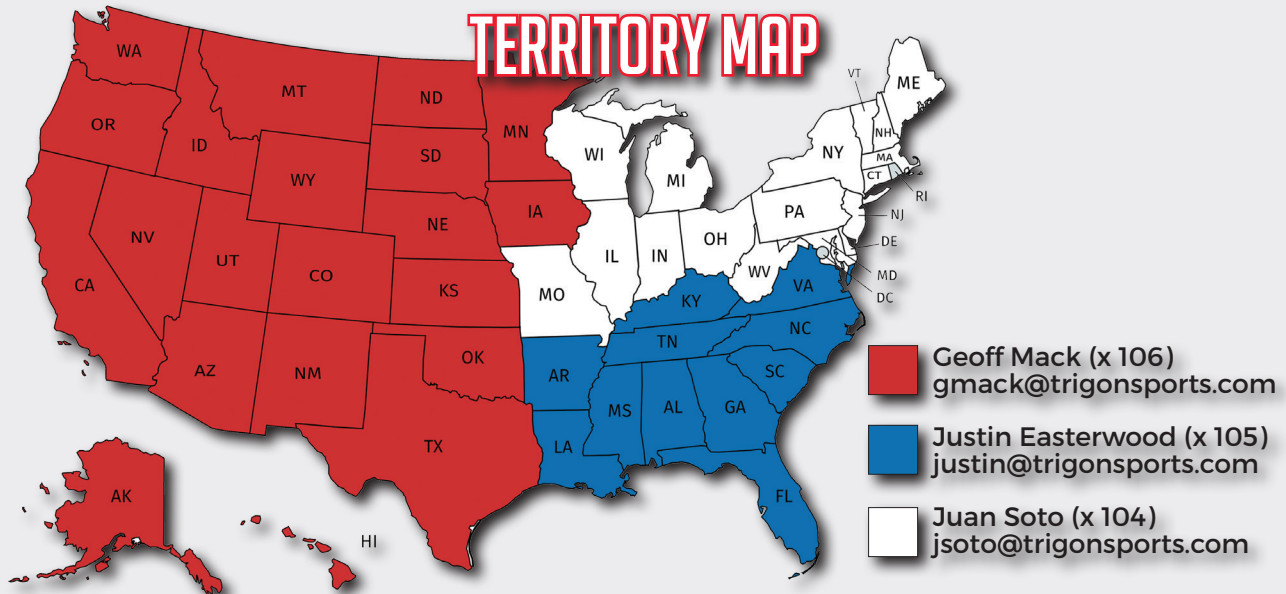 TERRITORY MAP
WA
MT
ND
MN
OR
ID
WY
SD
WI
MI
VT
ME
NH
NY
MA
CT
RI
NV
UT
CO
NE
IA
IL
IN
OH
PA
NJ
DE
MD
DC
CA
KS
MO
WV
VA
KY
AZ
NM
OK
AR
TN
NC
SC
TX
LA
MS
AL
GA
FL
AK
HI
Geoff Mack (x 106)
gmack@trigonsports.com
Justin Easterwood (x 105)
justin@trigonsports.com
Juan Soto (x 104)
jsoto@trigonsports.com